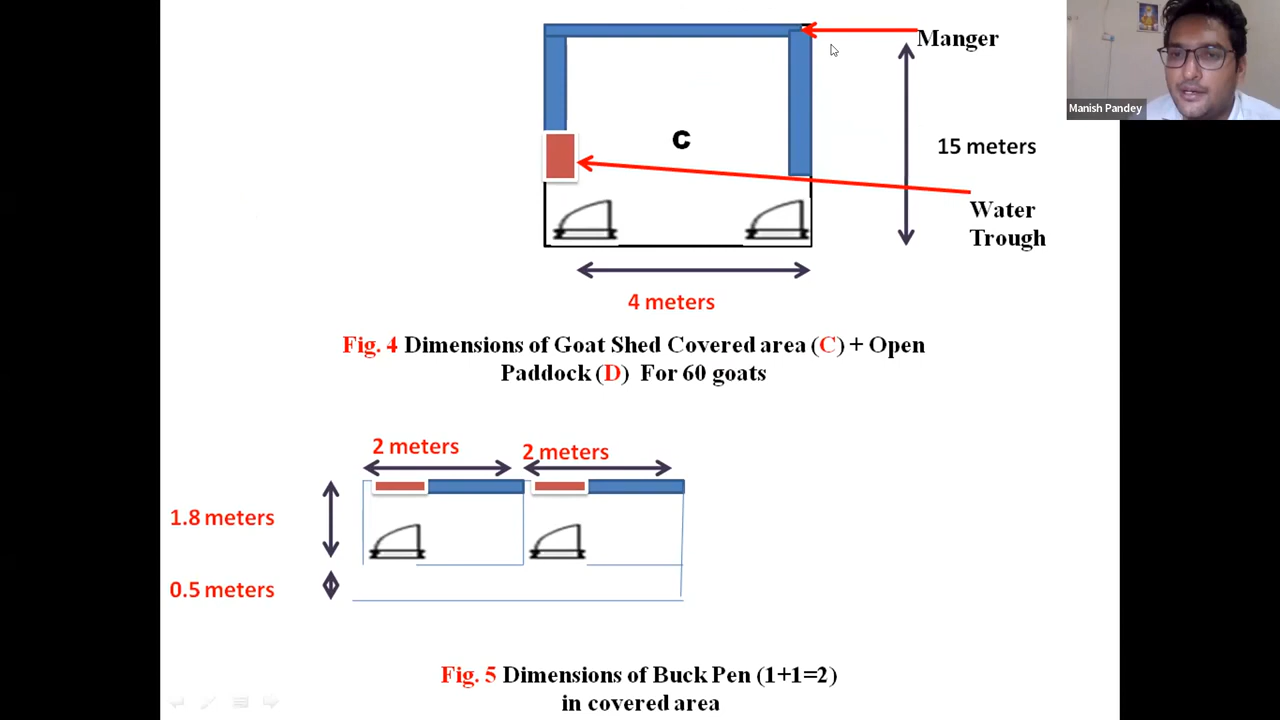 Manger
Manish Pandey
C
15 meters
Water
Trough
4 meters
Fig. 4 Dimensions of Goat Shed Covered area (C) + Open
Paddock (D) For 60 goats
2 meters
2 meters
1.8 meters
0.5 meters
Fig. 5 Dimensions of Buck Pen (1+1=2)
in covered area